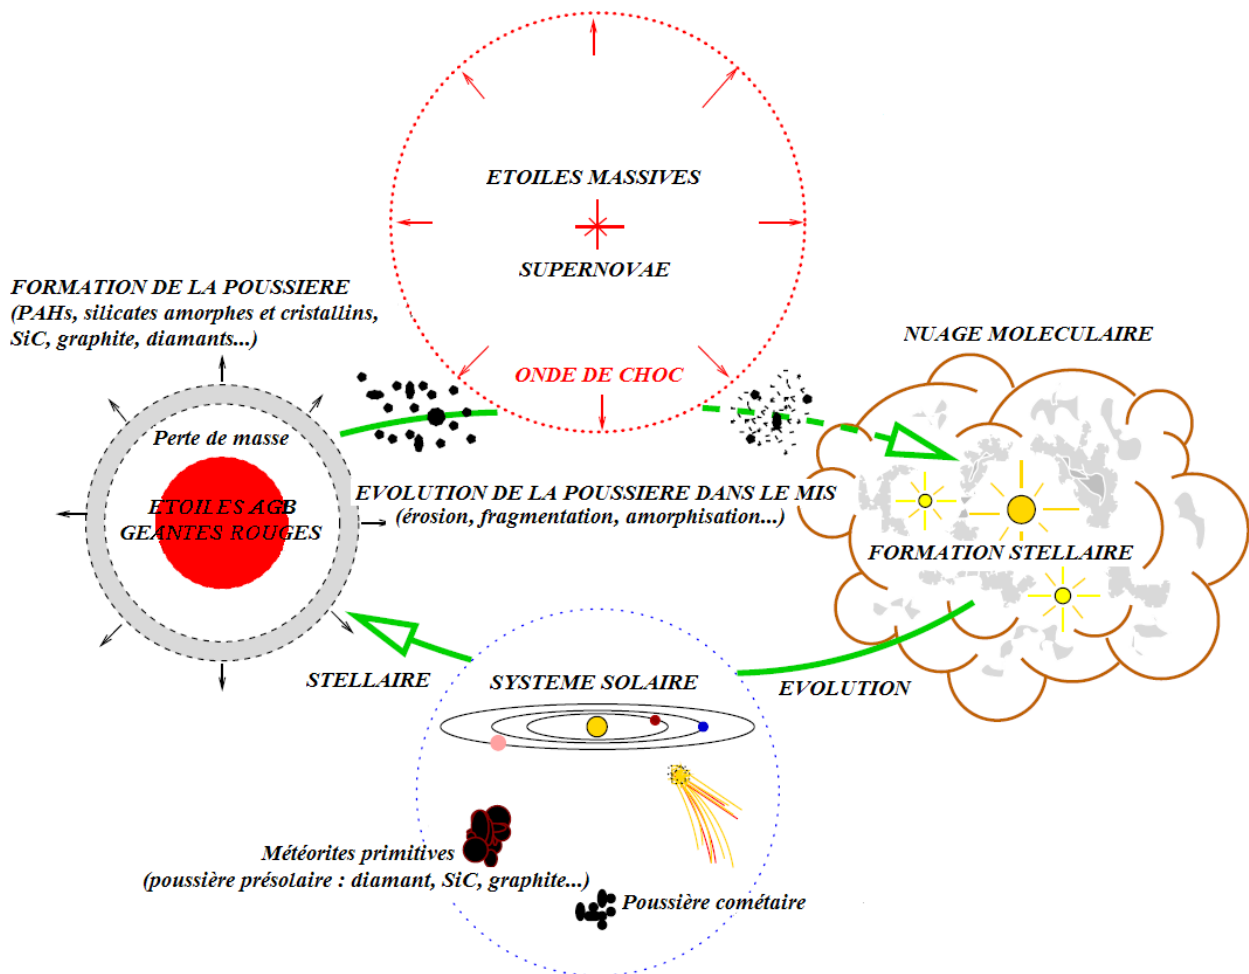 ETOILES MASSIVES
SUPERNOVAE
FORMATION DE LA POUSSIERE
(PAHs, silicates amorphes et cristallins,
SiC, graphite, diamants...)
NUAGE MOLECULAIRE
ONDE DE CHOC
Perte de masse
ETOILES AGB
GEANTES ROUGES
EVOLUTION DE LA POUSSIERE DANS LE MIS
(érosion, fragmentation, amorphisation...)
FORMATION STELLAIRE
STELLAIRE
SYSTEME SOLAIRE
EVOLUTION
Météorites primitives
(poussière présolaire : diamant, SiC, graphite...)
Poussière cométaire